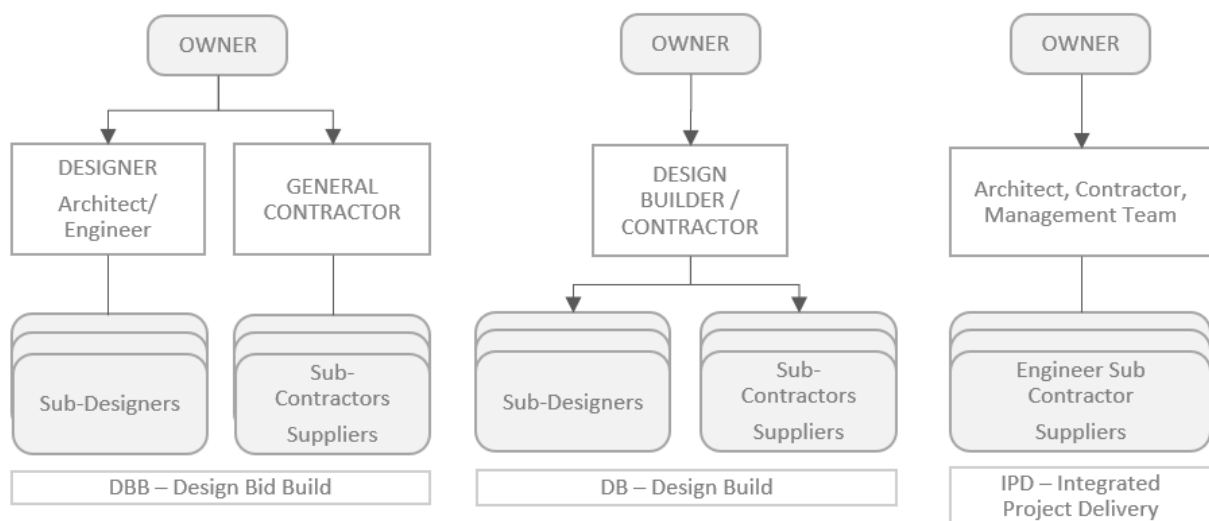 OWNER
DESIGNER
Architect/
Engineer
GENERAL
CONTRACTOR
Sub-Designers
Sub-
Contractors
Suppliers
DBB – Design Bid Build
OWNER
DESIGN
BUILDER /
CONTRACTOR
Sub-Designers
Sub-
Contractors
Suppliers
DB – Design Build
OWNER
Architect, Contractor,
Management Team
Engineer Sub
Contractor
Suppliers
IPD – Integrated
Project Delivery